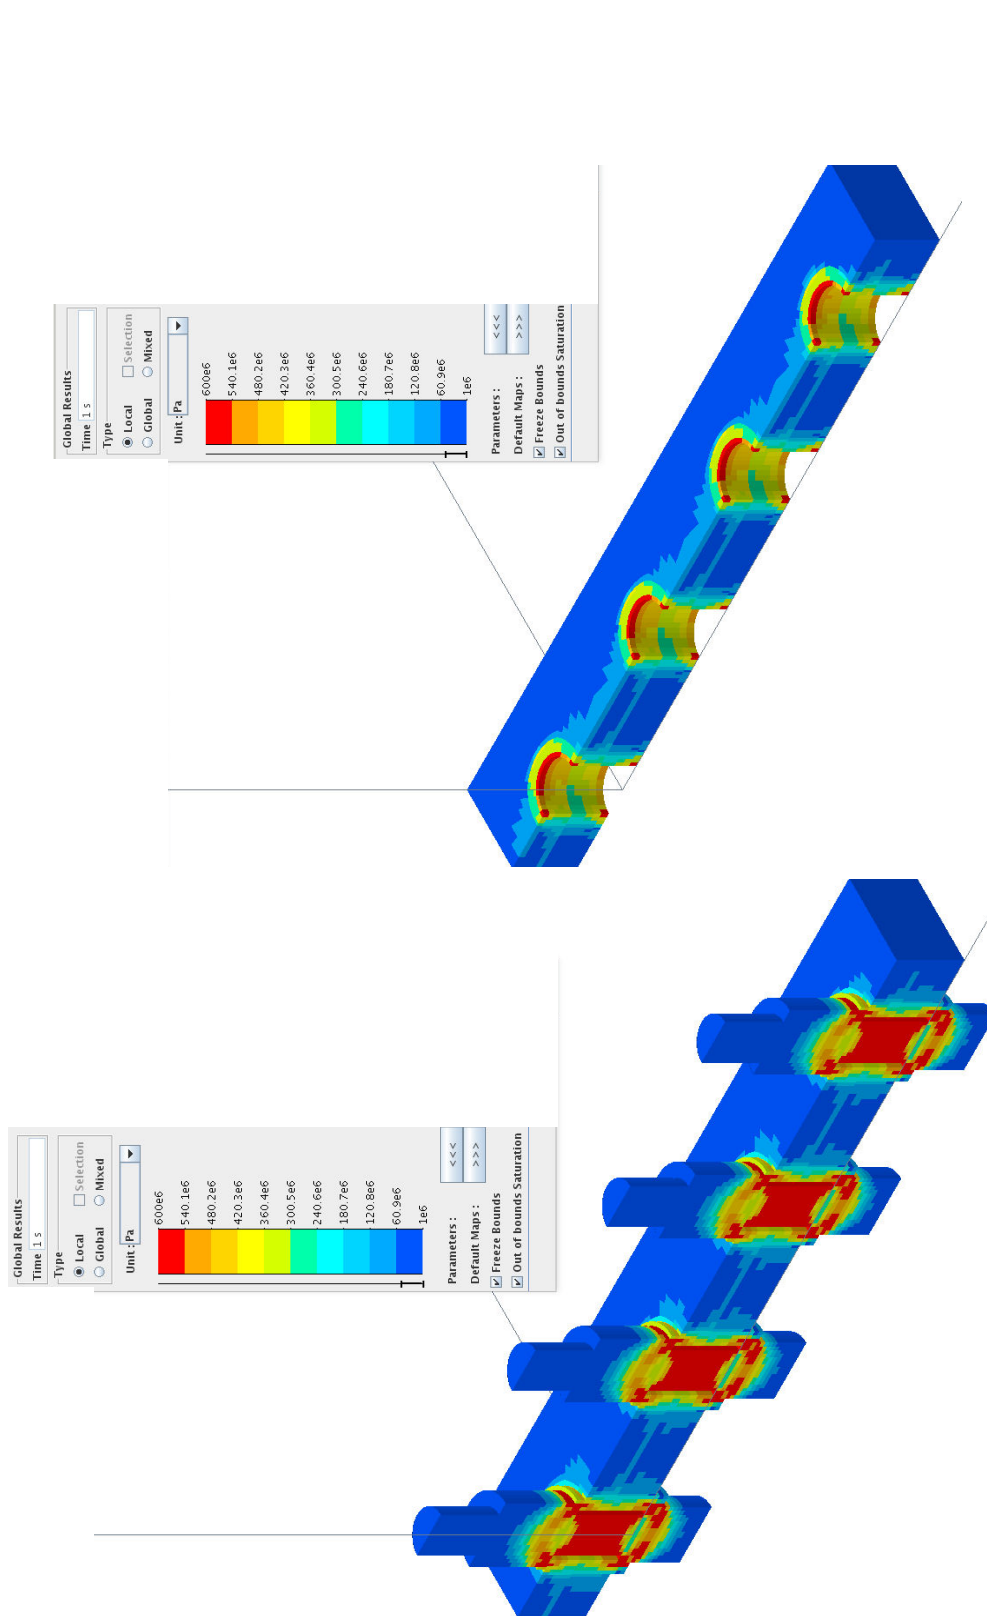 Global Results
Time 1 s
Type
Local
Selection
Global
Mixed
Unit : Pa
600e6
540.1e6
480.2e6
420.3e6
360.4e6
300.5e6
240.6e6
180.7e6
120.8e6
60.9e6
1e6
Parameters :
<<<
Default Maps :
>>>
Freeze Bounds
Out of bounds Saturation
Global Results
Time 1 s
Type
Local
Selection
Global
Mixed
Unit : Pa
600e6
540.1e6
480.2e6
420.3e6
360.4e6
300.5e6
240.6e6
180.7e6
120.8e6
60.9e6
1e6
Parameters :
<<<
Default Maps :
>>>
Freeze Bounds
Out of bounds Saturation